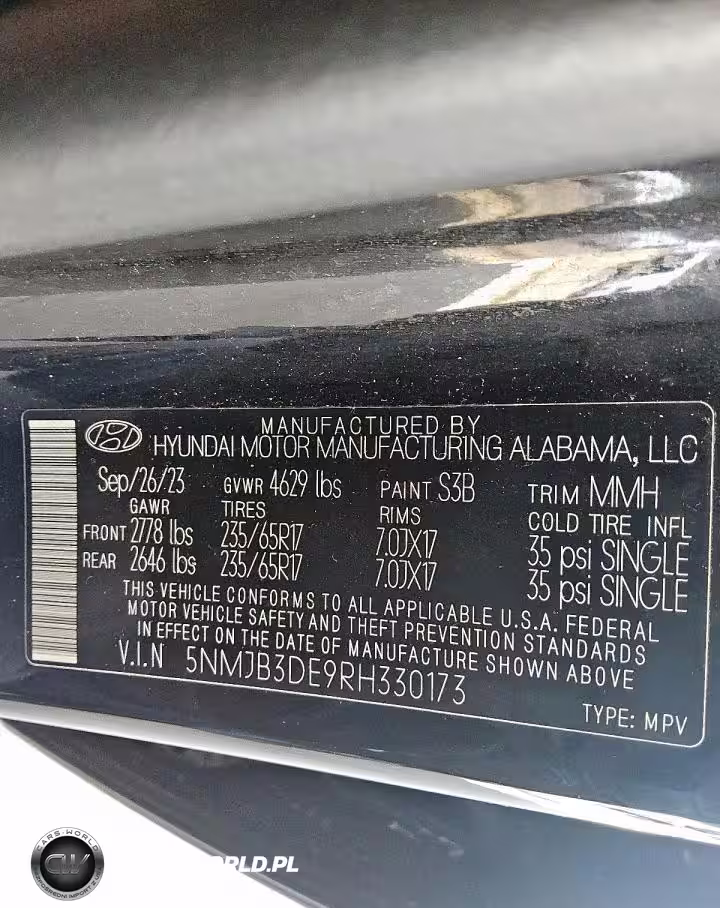 MANUFACTURED BY
HYUNDAI MOTOR MANUFACTURING ALABAMA, LLC
Sep/26/23 GVWR 4629 lbs PAINT S3B TRIM MMH
GAWR TIRES RIMS COLD TIRE INFL
FRONT 2778 lbs 235/65R17 7.0JX17 35 psi SINGLE
REAR 2646 lbs 235/65R17 7.0JX17 35 psi SINGLE
THIS VEHICLE CONFORMS TO ALL APPLICABLE U.S.A. FEDERAL
MOTOR VEHICLE SAFETY AND THEFT PREVENTION STANDARDS
IN EFFECT ON THE DATE OF MANUFACTURE SHOWN ABOVE
V.I.N 5NMJB3DE9RH330173
TYPE: MPV
CARS-WORLD
CW
ORLD.PL